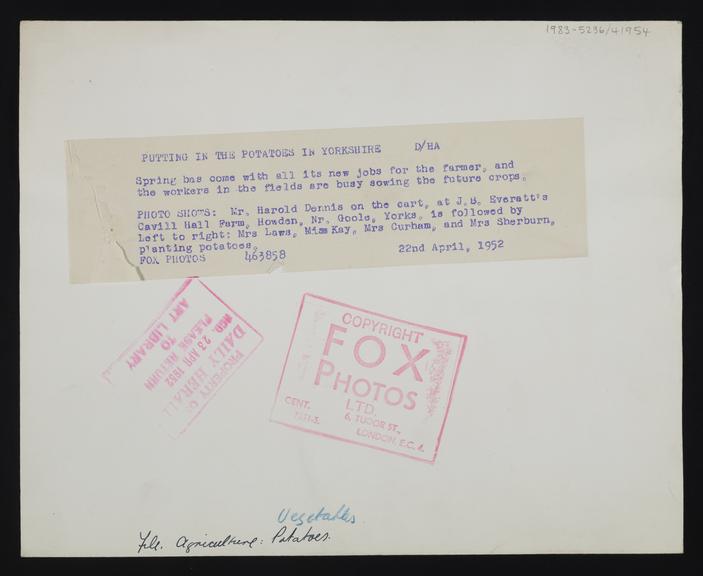 1983-5236/41954
PUTTING IN THE POTATOES IN YORKSHIRE D/HA
Spring has come with all its new jobs for the farmer, and
the workers in the fields are busy sowing the future crops.
PHOTO SHOWS: Mr. Harold Dennis on the cart, at J.B. Everatt's
Cavill Hall Farm, Howden, Nr. Goole, Yorks. is followed by
Left to right: Mrs Laws, Miss Kay, Mrs Curham, and Mrs Sherburn,
planting potatoes.
FOX PHOTOS 463858 22nd April, 1952
PROPERTY OF
DAILY HERALD
RCD. 23 APR 1952
PLEASE RETURN
TO
ART LIBRARY
COPYRIGHT
FOX
PHOTOS
LTD.
CENT. 6, TUDOR ST.,
LONDON, E.C.4.
Vegetables.
File. Agriculture: Potatoes.